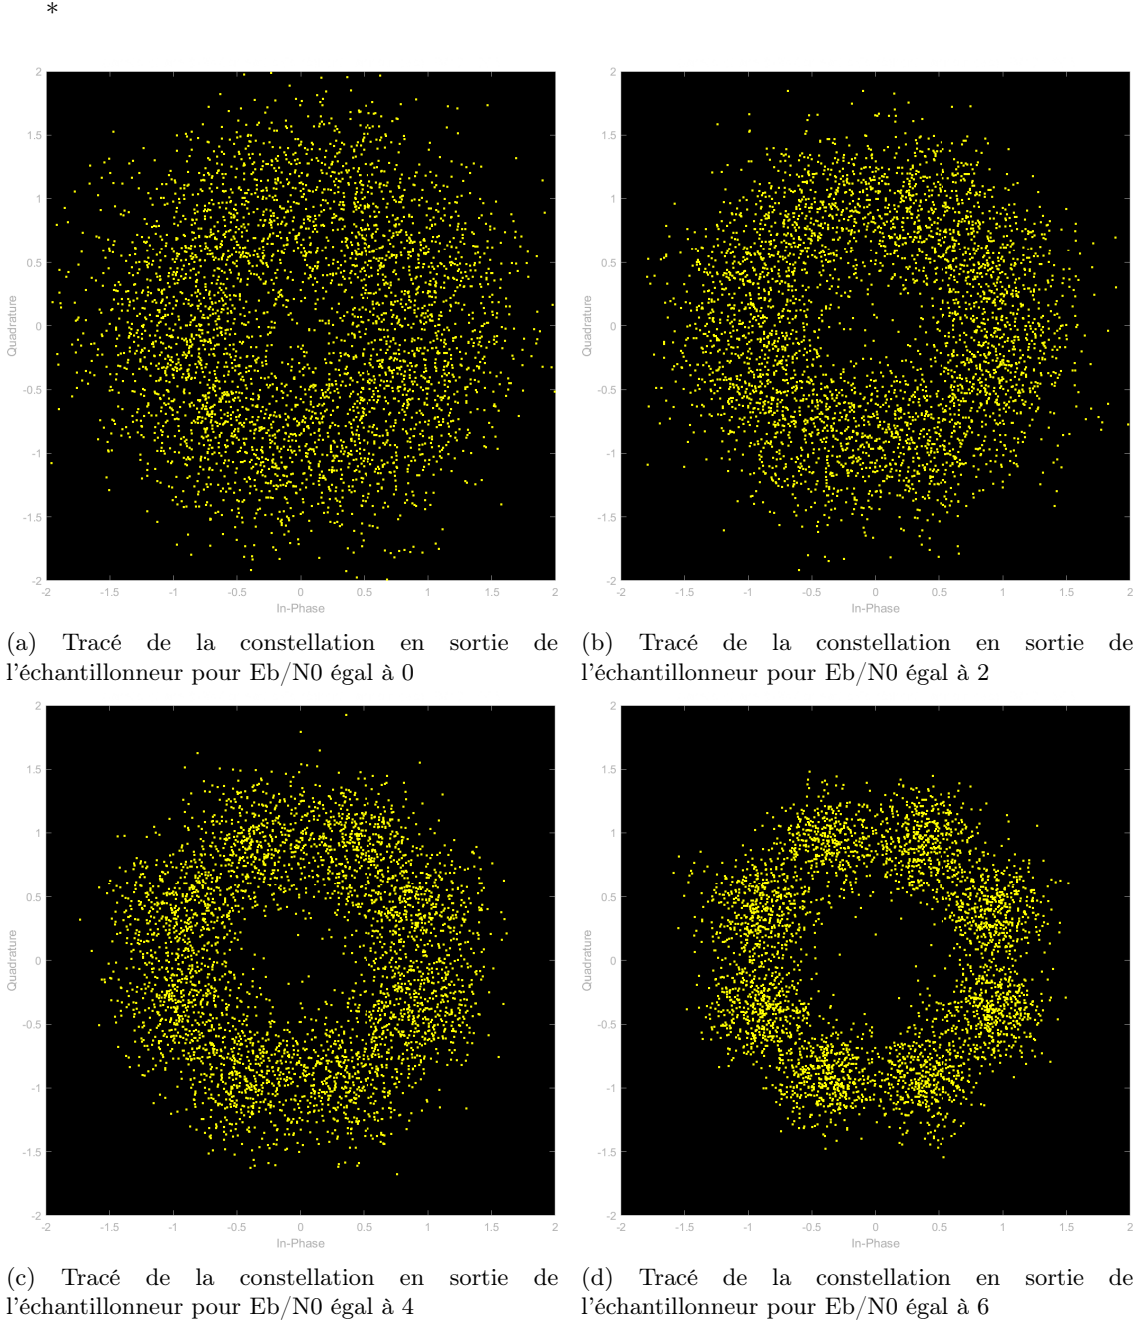 *
2
1.5
1
0.5
0
-0.5
-1
-1.5
-2
Quadrature
-2 -1.5 -1 -0.5 0 0.5 1 1.5 2
In-Phase
(a) Tracé de la constellation en sortie de
l'échantillonneur pour Eb/N0 égal à 0
2
1.5
1
0.5
0
-0.5
-1
-1.5
-2
Quadrature
-2 -1.5 -1 -0.5 0 0.5 1 1.5 2
In-Phase
(b) Tracé de la constellation en sortie de
l'échantillonneur pour Eb/N0 égal à 2
2
1.5
1
0.5
0
-0.5
-1
-1.5
-2
Quadrature
-2 -1.5 -1 -0.5 0 0.5 1 1.5 2
In-Phase
(c) Tracé de la constellation en sortie de
l'échantillonneur pour Eb/N0 égal à 4
2
1.5
1
0.5
0
-0.5
-1
-1.5
-2
Quadrature
-2 -1.5 -1 -0.5 0 0.5 1 1.5 2
In-Phase
(d) Tracé de la constellation en sortie de
l'échantillonneur pour Eb/N0 égal à 6